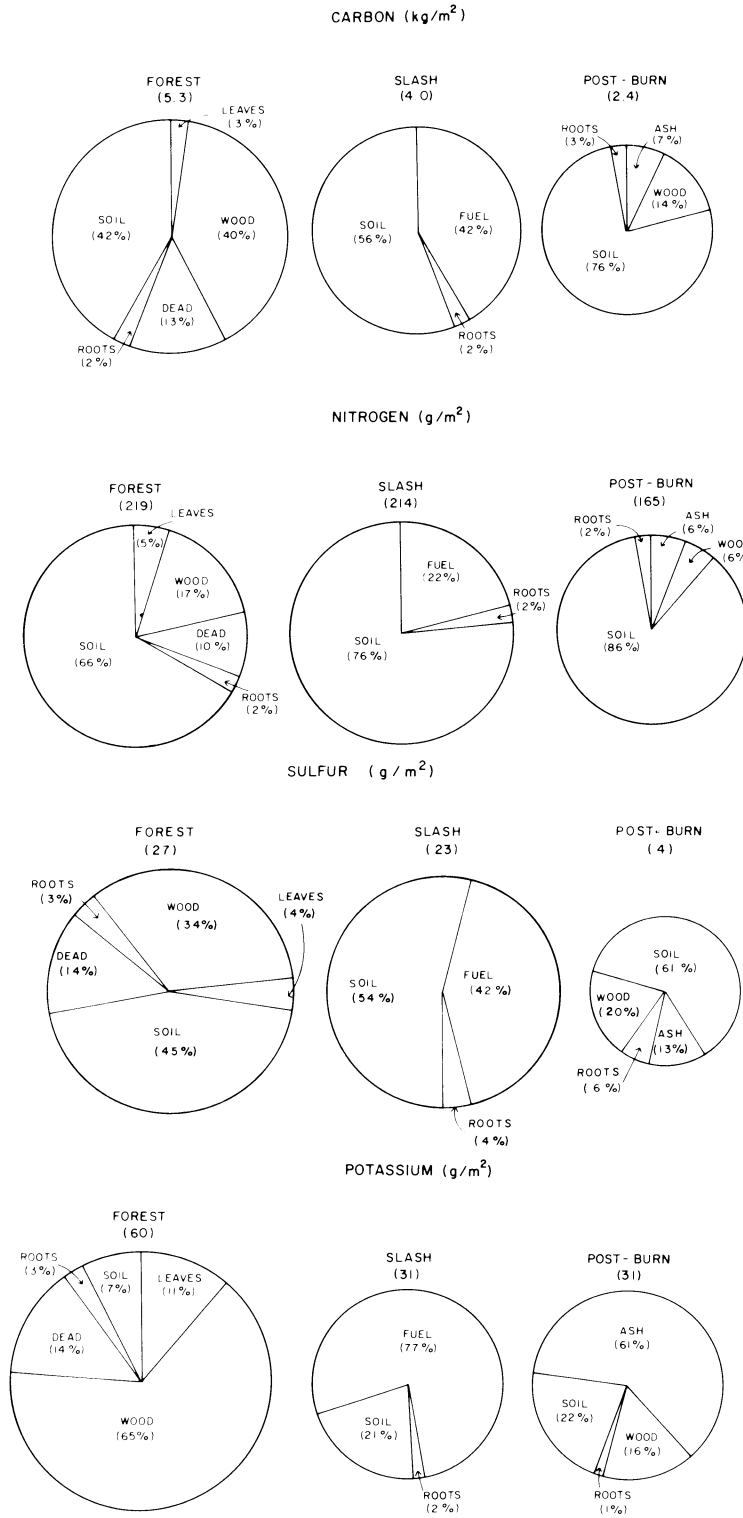 CARBON (kg/m²)
FOREST
(5.3)
LEAVES
(3%)
SOIL
(42%)
WOOD
(40%)
DEAD
(13%)
ROOTS
(2%)
SLASH
(4.0)
SOIL
(56%)
FUEL
(42%)
ROOTS
(2%)
POST-BURN
(2.4)
ROOTS
(3%)
ASH
(7%)
WOOD
(14%)
SOIL
(76%)
NITROGEN (g/m²)
FOREST
(219)
LEAVES
(5%)
WOOD
(17%)
DEAD
(10%)
SOIL
(66%)
ROOTS
(2%)
SLASH
(214)
FUEL
(22%)
ROOTS
(2%)
SOIL
(76%)
POST-BURN
(165)
ROOTS
(2%)
ASH
(6%)
WOO
(6%
SOIL
(86%)
SULFUR (g/m²)
FOREST
(27)
ROOTS
(3%)
WOOD
(34%)
LEAVES
(4%)
DEAD
(14%)
SOIL
(45%)
SLASH
(23)
SOIL
(54%)
FUEL
(42%)
ROOTS
(4%)
POST-BURN
(4)
SOIL
(61%)
WOOD
(20%)
ASH
(13%)
ROOTS
(6%)
POTASSIUM (g/m²)
FOREST
(60)
ROOTS
(3%)
SOIL
(7%)
LEAVES
(11%)
DEAD
(14%)
WOOD
(65%)
SLASH
(31)
FUEL
(77%)
SOIL
(21%)
ROOTS
(2%)
POST-BURN
(31)
ASH
(61%)
SOIL
(22%)
WOOD
(16%)
ROOTS
(1%)